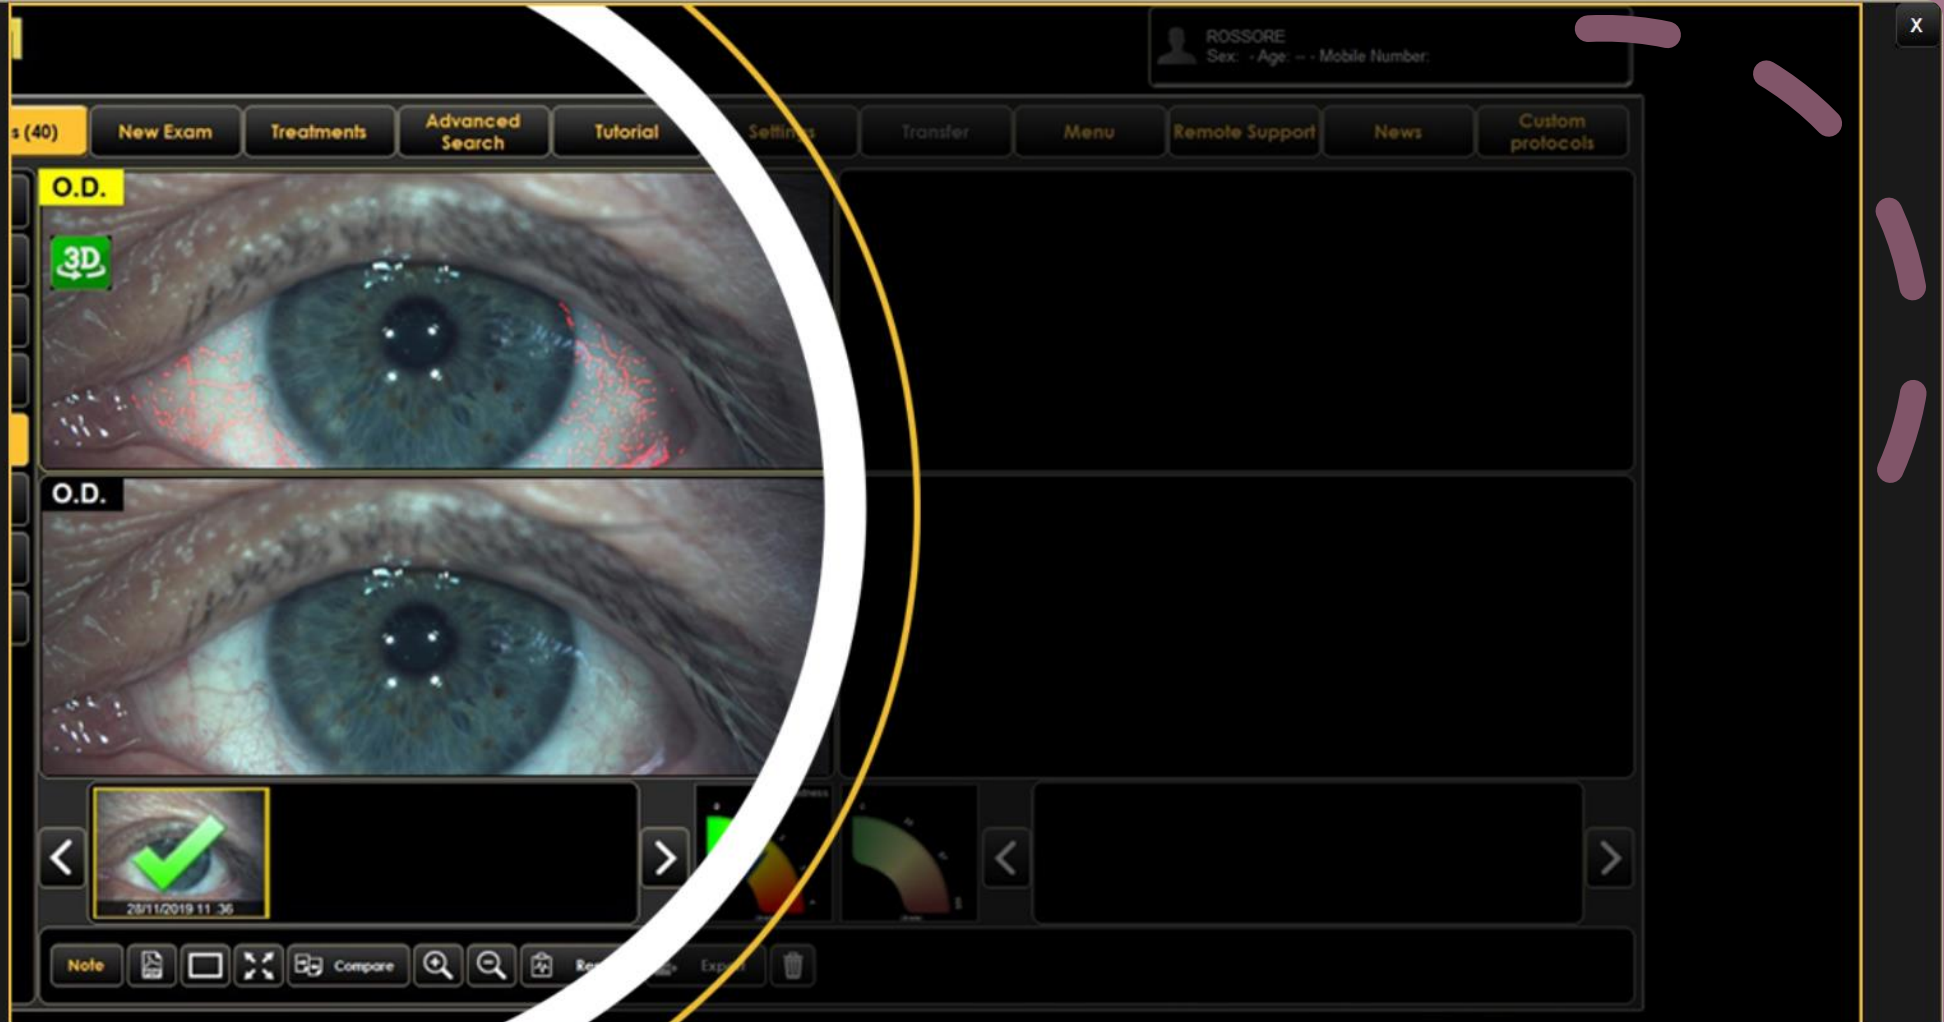 ROSSORE
Sex: - Age: -- - Mobile Number:
X
s (40)
New Exam
Treatments
Advanced
Search
Tutorial
Settings
Transfer
Menu
Remote Support
News
Custom
protocols
O.D.
3D
O.D.
28/11/2019 11:36
Note
Compare